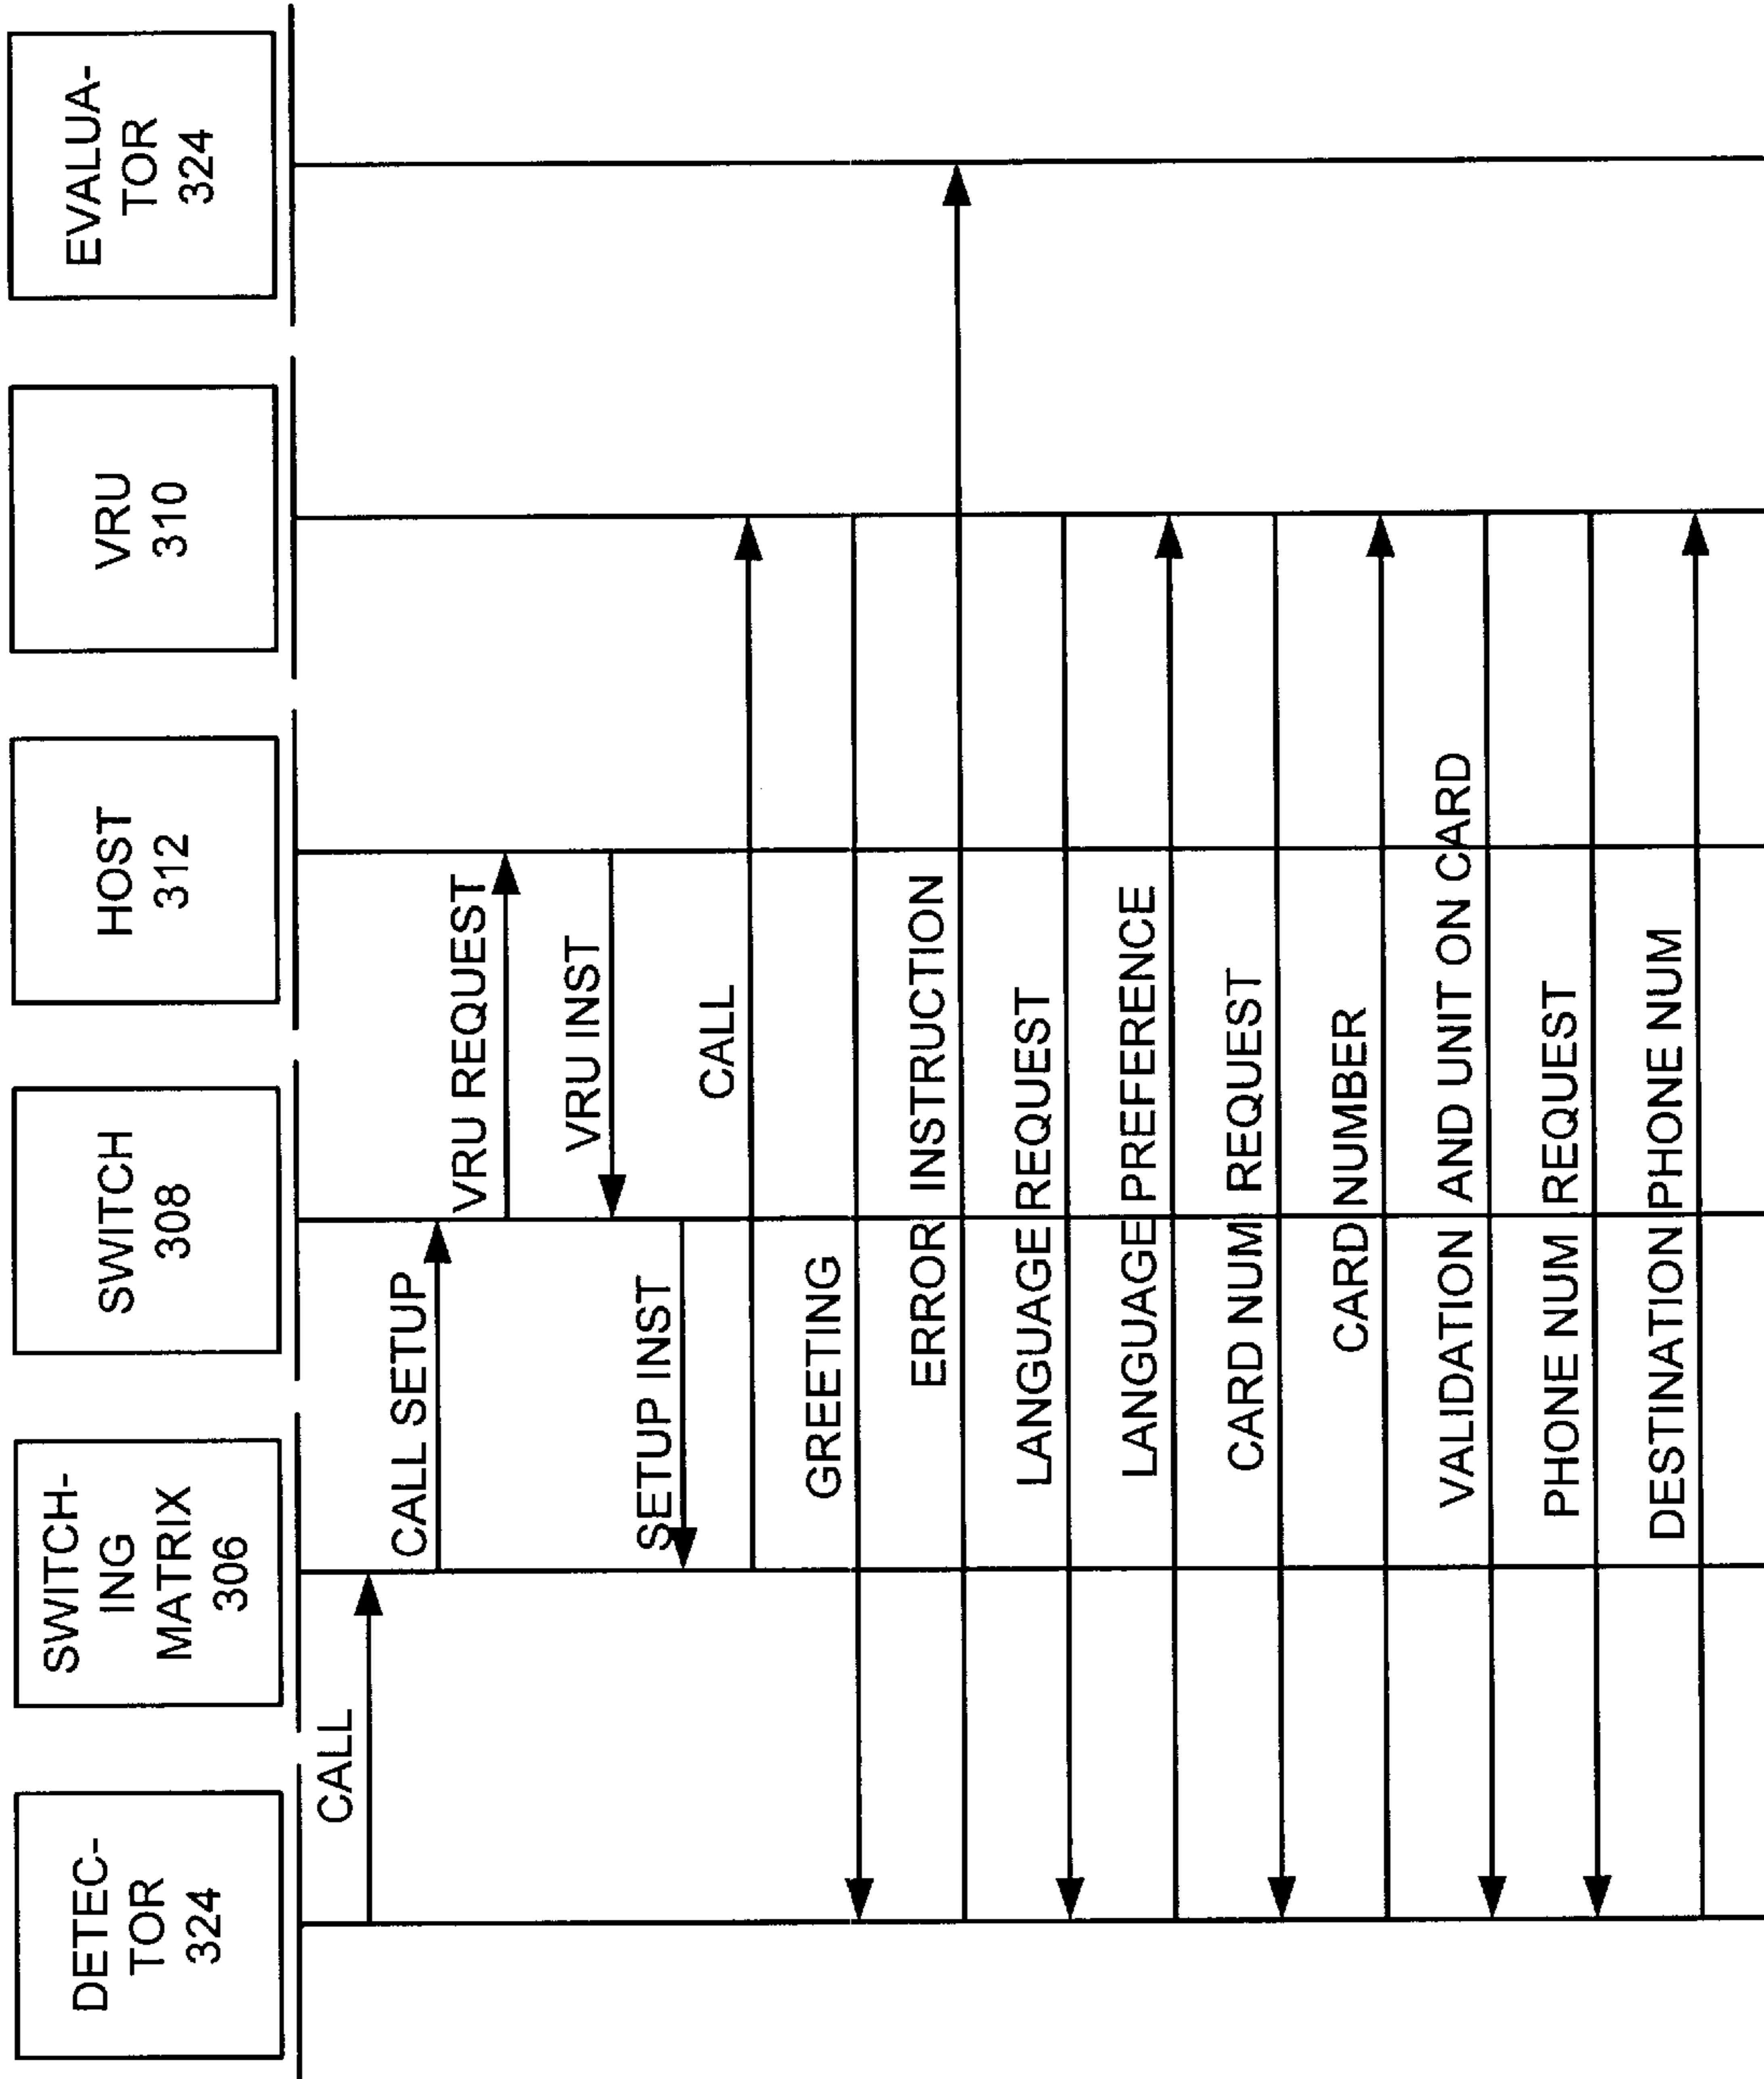 DETEC-
TOR
324
SWITCH-
ING
MATRIX
306
SWITCH
308
HOST
312
VRU
310
EVALUA-
TOR
324
CALL
CALL SETUP
VRU REQUEST
VRU INST
SETUP INST
CALL
GREETING
ERROR INSTRUCTION
LANGUAGE REQUEST
LANGUAGE PREFERENCE
CARD NUM REQUEST
CARD NUMBER
VALIDATION AND UNIT ON CARD
PHONE NUM REQUEST
DESTINATION PHONE NUM